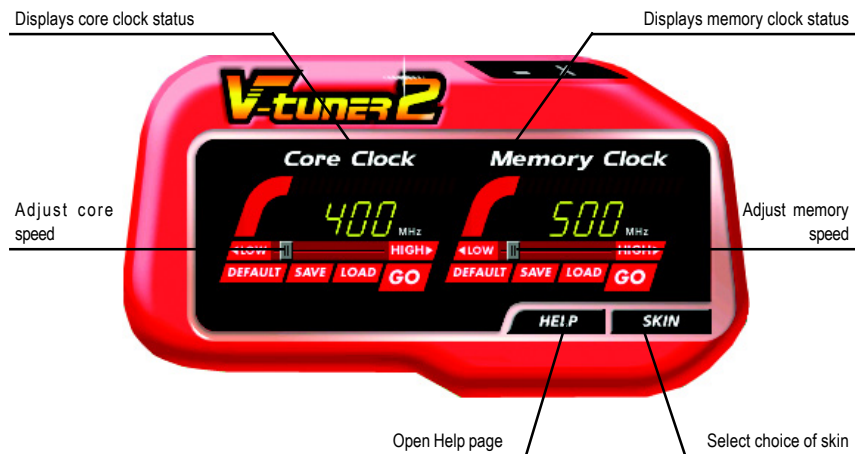 Displays core clock status
Displays memory clock status
V-tuner2
Core Clock
Memory Clock
Adjust core speed
400 MHz
500 MHz
Adjust memory speed
LOW
HIGH
LOW
HIGH
DEFAULT SAVE LOAD GO
DEFAULT SAVE LOAD GO
HELP
SKIN
Open Help page
Select choice of skin